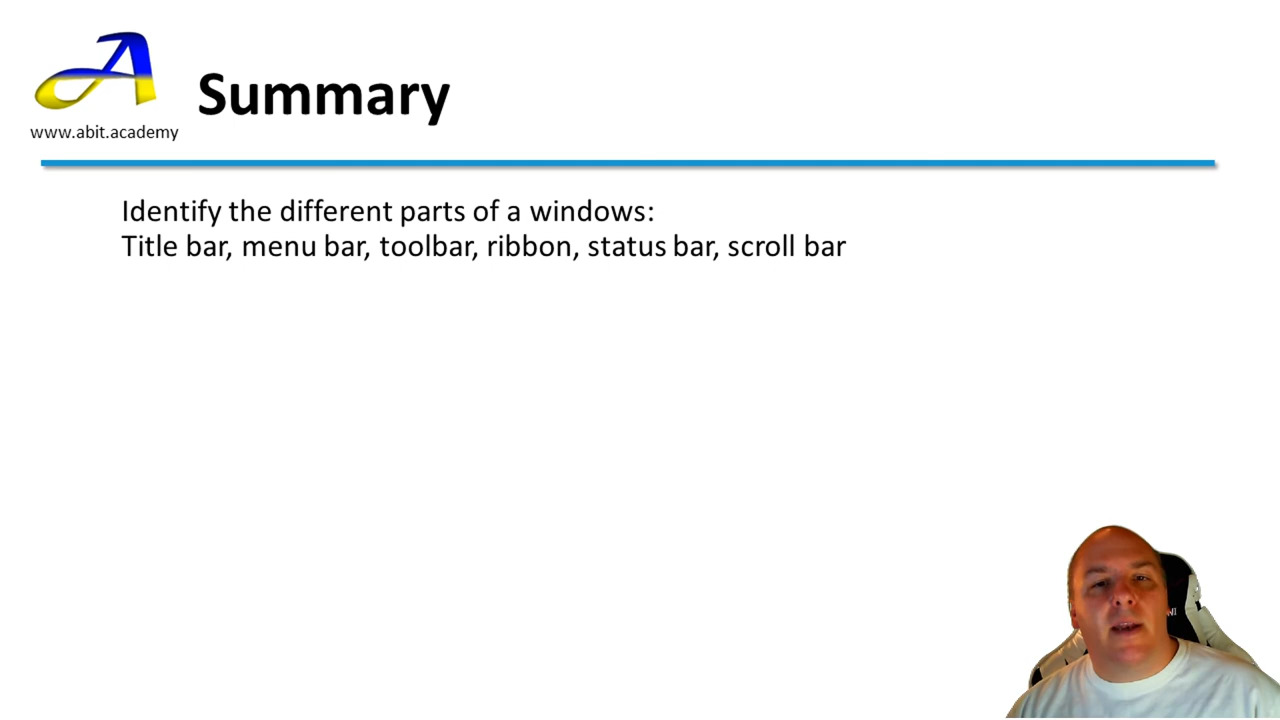 Summary
www.abit.academy
Identify the different parts of a windows:
Title bar, menu bar, toolbar, ribbon, status bar, scroll bar